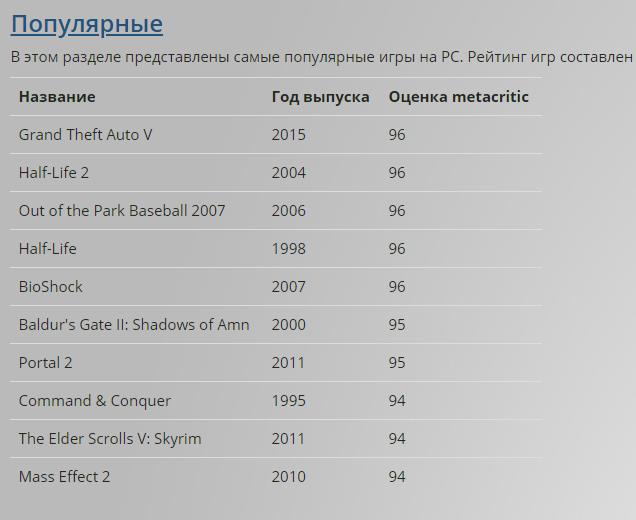 Популярные
В этом разделе представлены самые популярные игры на PC. Рейтинг игр составлен
Название Год выпуска Оценка metacritic
Grand Theft Auto V 2015 96
Half-Life 2 2004 96
Out of the Park Baseball 2007 2006 96
Half-Life 1998 96
BioShock 2007 96
Baldur's Gate II: Shadows of Amn 2000 95
Portal 2 2011 95
Command & Conquer 1995 94
The Elder Scrolls V: Skyrim 2011 94
Mass Effect 2 2010 94